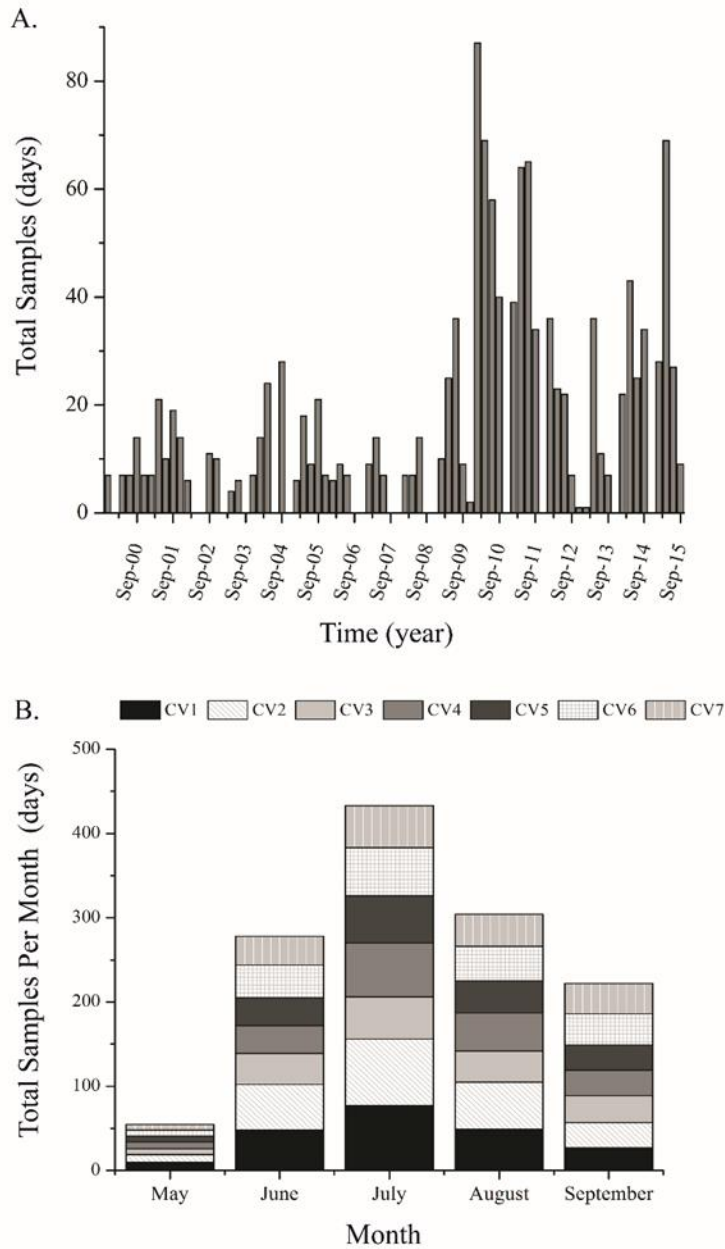 A.
Total Samples (days)
80
60
40
20
0
Sep-00 Sep-01 Sep-02 Sep-03 Sep-04 Sep-05 Sep-06 Sep-07 Sep-08 Sep-09 Sep-10 Sep-11 Sep-12 Sep-13 Sep-14 Sep-15
Time (year)
B.
CV1 CV2 CV3 CV4 CV5 CV6 CV7
Total Samples Per Month (days)
500
400
300
200
100
0
May June July August September
Month